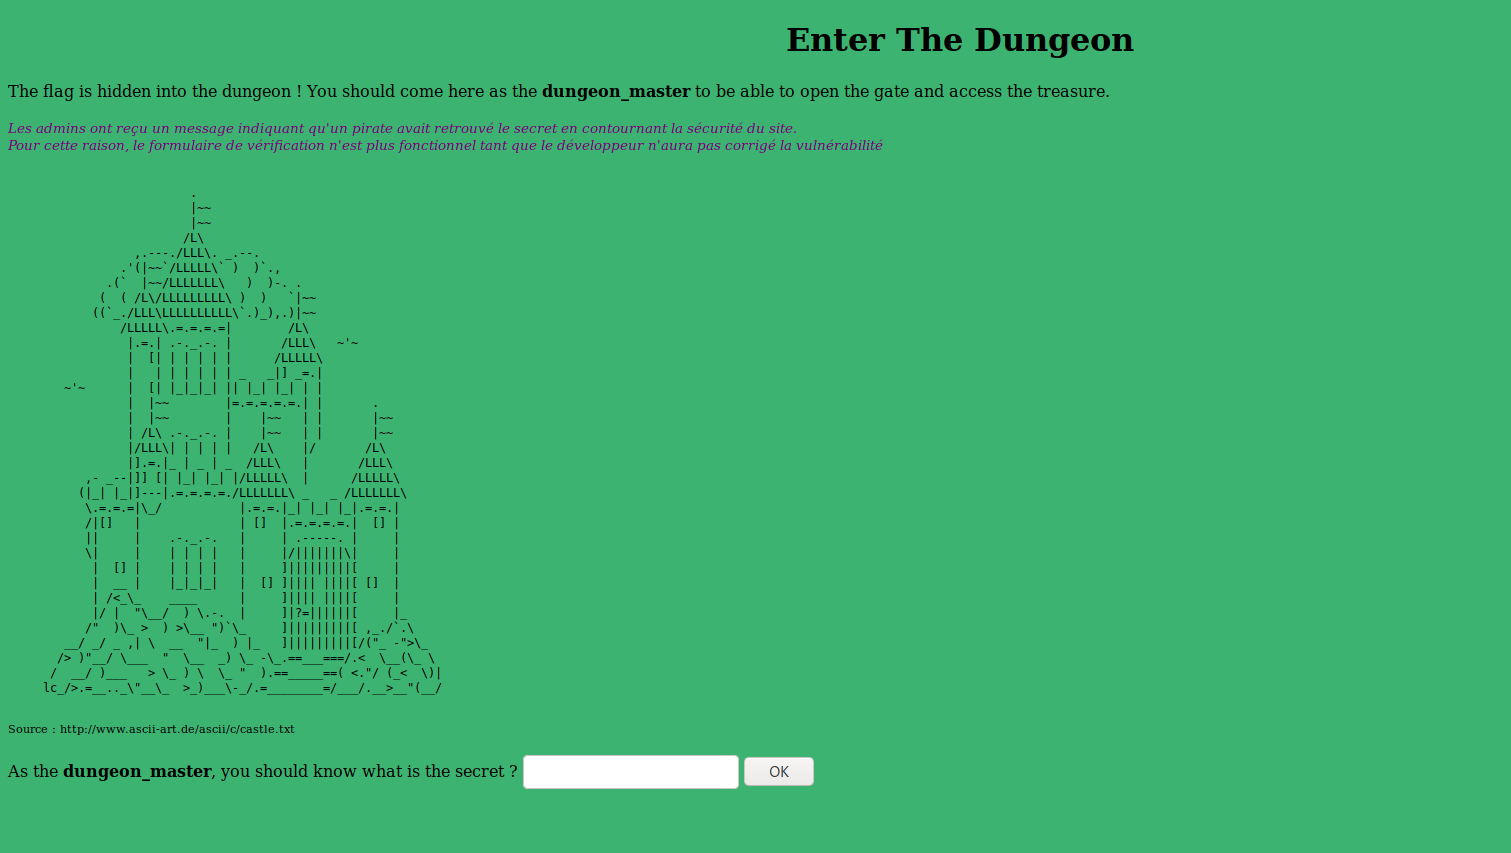 Enter The Dungeon
The flag is hidden into the dungeon ! You should come here as the dungeon_master to be able to open the gate and access the treasure.
Les admins ont reçu un message indiquant qu'un pirate avait retrouvé le secret en contournant la sécurité du site.
Pour cette raison, le formulaire de vérification n'est plus fonctionnel tant que le développeur n'aura pas corrigé la vulnérabilité
Source : http://www.ascii-art.de/ascii/c/castle.txt
As the dungeon_master, you should know what is the secret ? OK